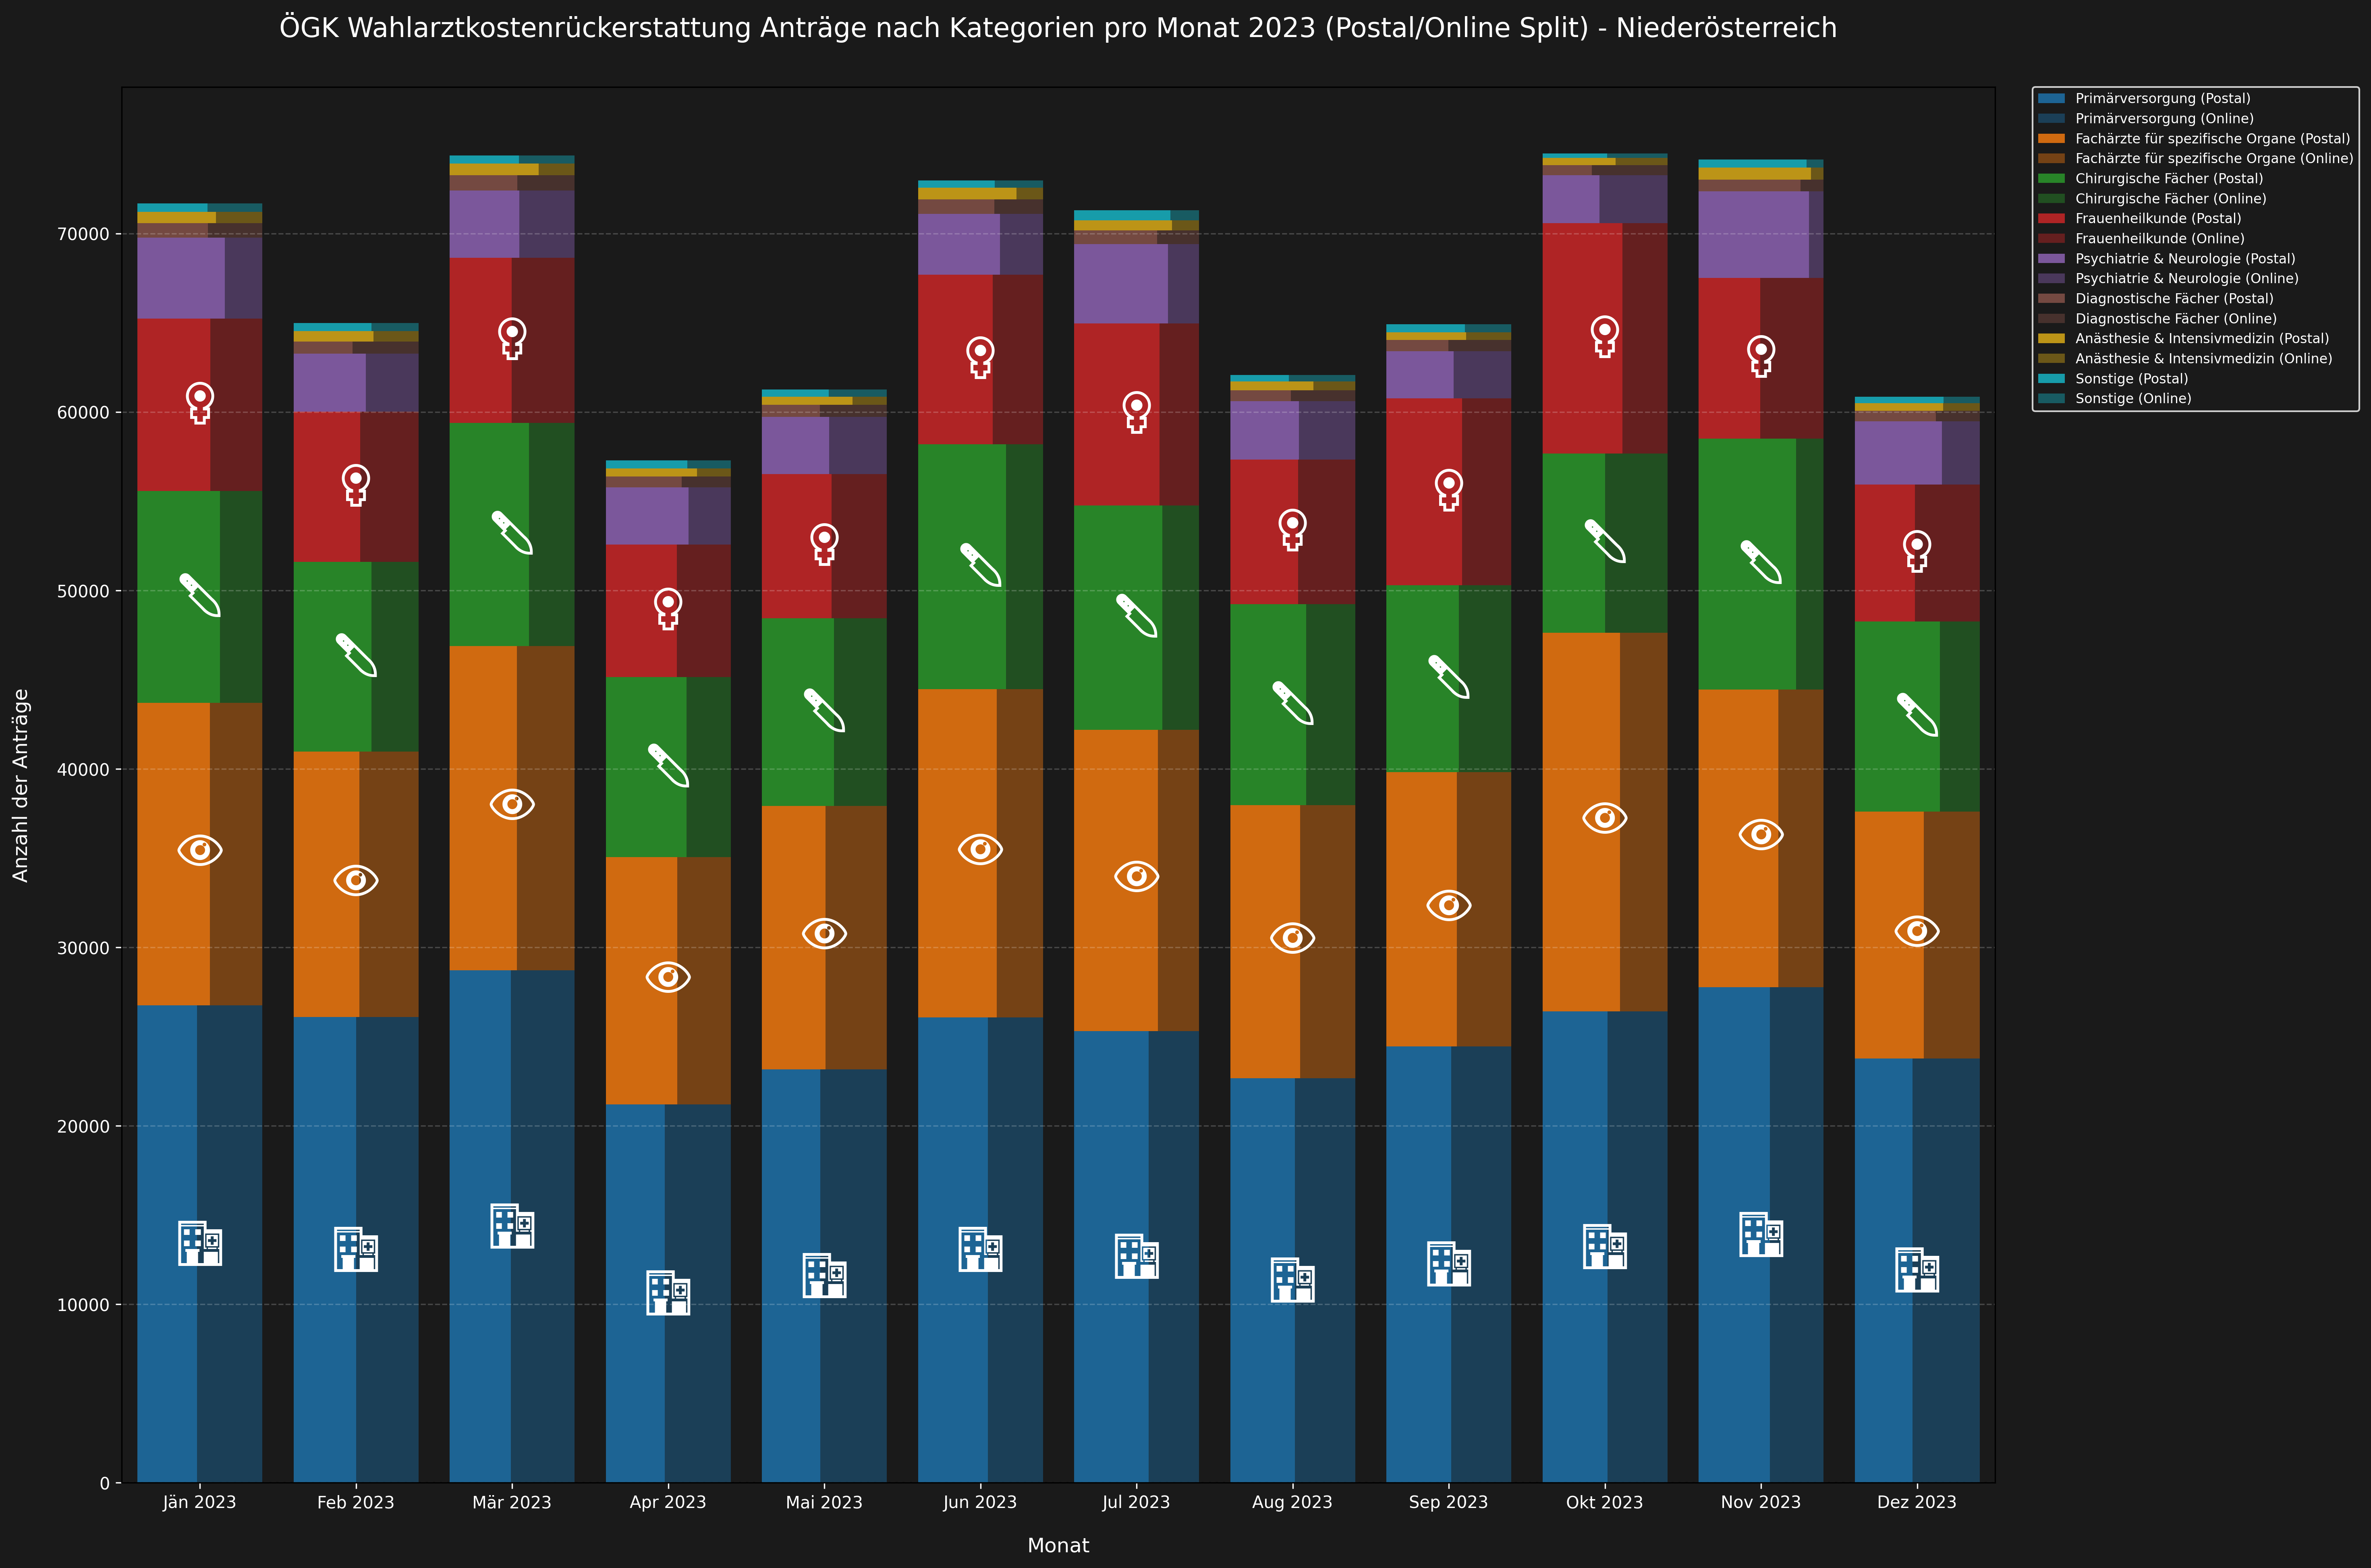 ÖGK Wahlarztkostenrückerstattung Anträge nach Kategorien pro Monat 2023 (Postal/Online Split) - Niederösterreich
Primärversorgung (Postal)
Primärversorgung (Online)
Fachärzte für spezifische Organe (Postal)
Fachärzte für spezifische Organe (Online)
Chirurgische Fächer (Postal)
Chirurgische Fächer (Online)
Frauenheilkunde (Postal)
Frauenheilkunde (Online)
Psychiatrie & Neurologie (Postal)
Psychiatrie & Neurologie (Online)
Diagnostische Fächer (Postal)
Diagnostische Fächer (Online)
Anästhesie & Intensivmedizin (Postal)
Anästhesie & Intensivmedizin (Online)
Sonstige (Postal)
Sonstige (Online)
Anzahl der Anträge
70000
60000
50000
40000
30000
20000
10000
0
Jän 2023
Feb 2023
Mär 2023
Apr 2023
Mai 2023
Jun 2023
Jul 2023
Aug 2023
Sep 2023
Okt 2023
Nov 2023
Dez 2023
Monat